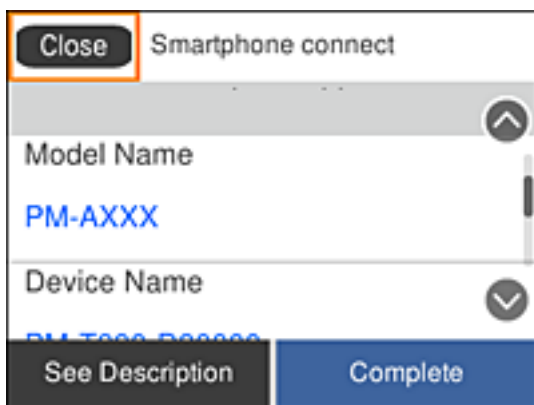 Close
Smartphone connect
Model Name
PM-AXXX
Device Name
See Description
Complete